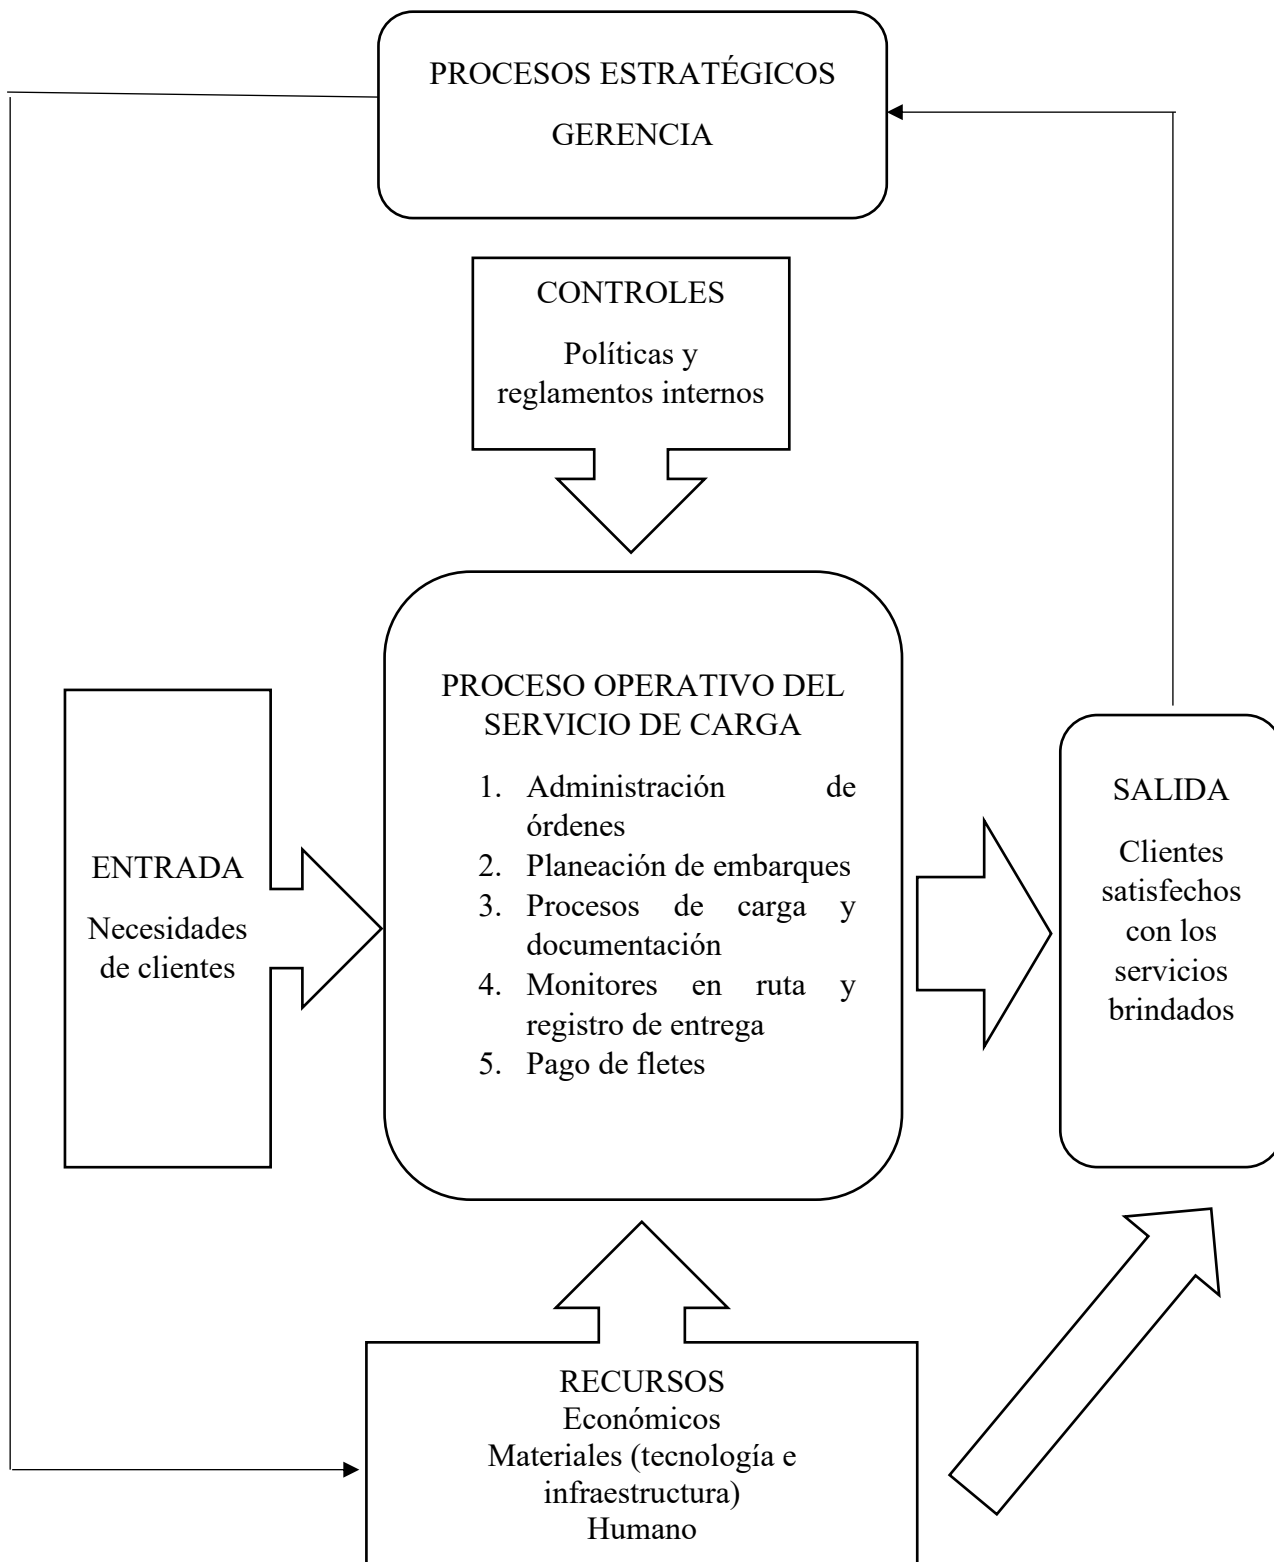 PROCESOS ESTRATÉGICOS
GERENCIA
CONTROLES
Políticas y
reglamentos internos
PROCESO OPERATIVO DEL
SERVICIO DE CARGA
1. Administración de
órdenes
2. Planeación de embarques
3. Procesos de carga y
documentación
4. Monitores en ruta y
registro de entrega
5. Pago de fletes
ENTRADA
Necesidades
de clientes
SALIDA
Clientes
satisfechos
con los
servicios
brindados
RECURSOS
Económicos
Materiales (tecnología e
infraestructura)
Humano